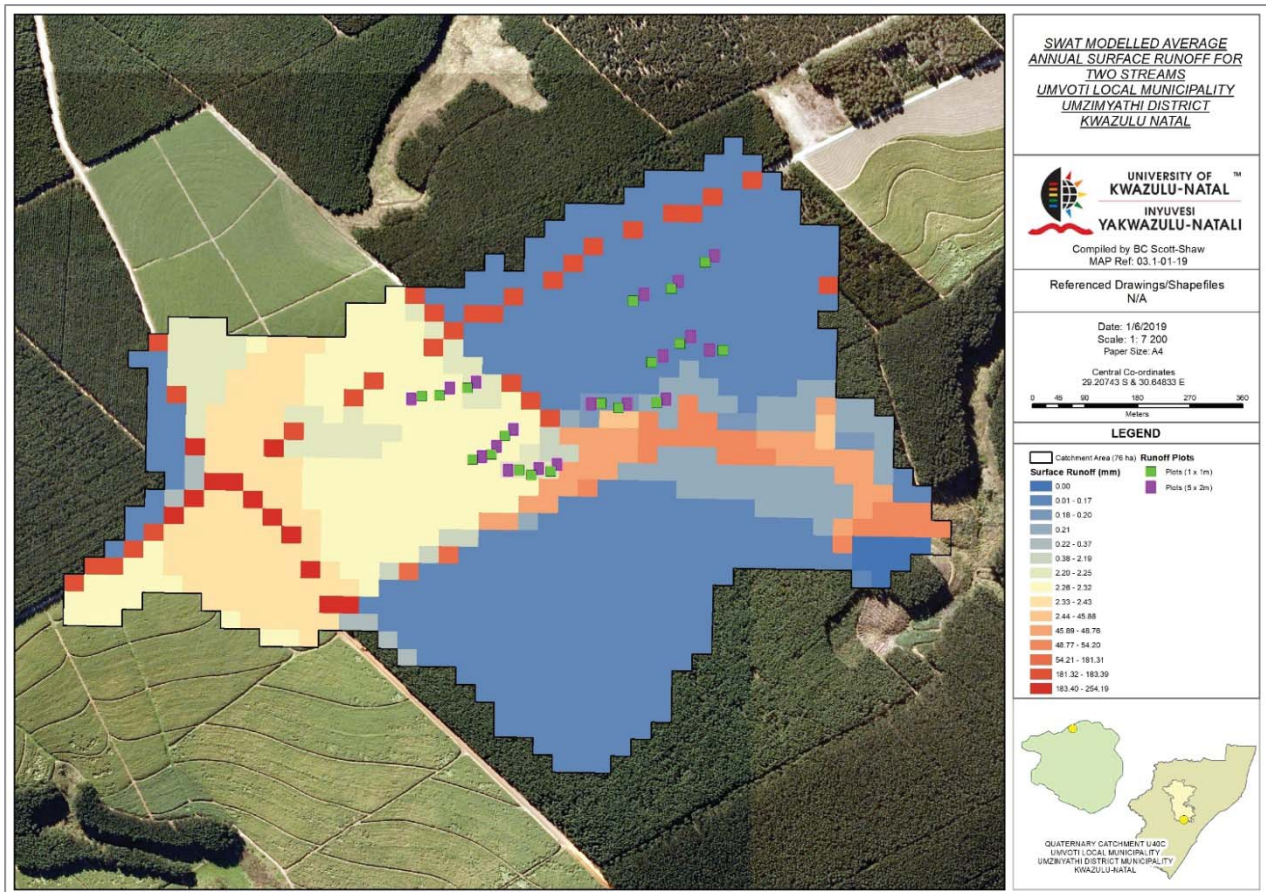 SWAT MODELLED AVERAGE
ANNUAL SURFACE RUNOFF FOR
TWO STREAMS
UMVOTI LOCAL MUNICIPALITY
UMZIMYATHI DISTRICT
KWAZULU NATAL
UNIVERSITY OF ™
KWAZULU-NATAL
INYUVESI
YAKWAZULU-NATALI
Compiled by BC Scott-Shaw
MAP Ref: 03.1-01-19
Referenced Drawings/Shapefiles
N/A
Date: 1/6/2019
Scale: 1: 7 200
Paper Size: A4
Central Co-ordinates
29.20743 S & 30.64833 E
0 45 90 180 270 360
Meters
LEGEND
Catchment Area (76 ha) Runoff Plots
Surface Runoff (mm) Plots (1 x 1m)
0.00 Plots (5 x 2m)
0.01 - 0.17
0.18 - 0.20
0.21
0.22 - 0.37
0.38 - 2.19
2.20 - 2.25
2.26 - 2.32
2.33 - 2.43
2.44 - 45.88
45.89 - 48.76
48.77 - 54.20
54.21 - 181.31
181.32 - 183.39
183.40 - 254.19
QUATERNARY CATCHMENT U40C
UMVOTI LOCAL MUNICIPALITY
UMZINYATHI DISTRICT MUNICIPALITY
KWAZULU-NATAL